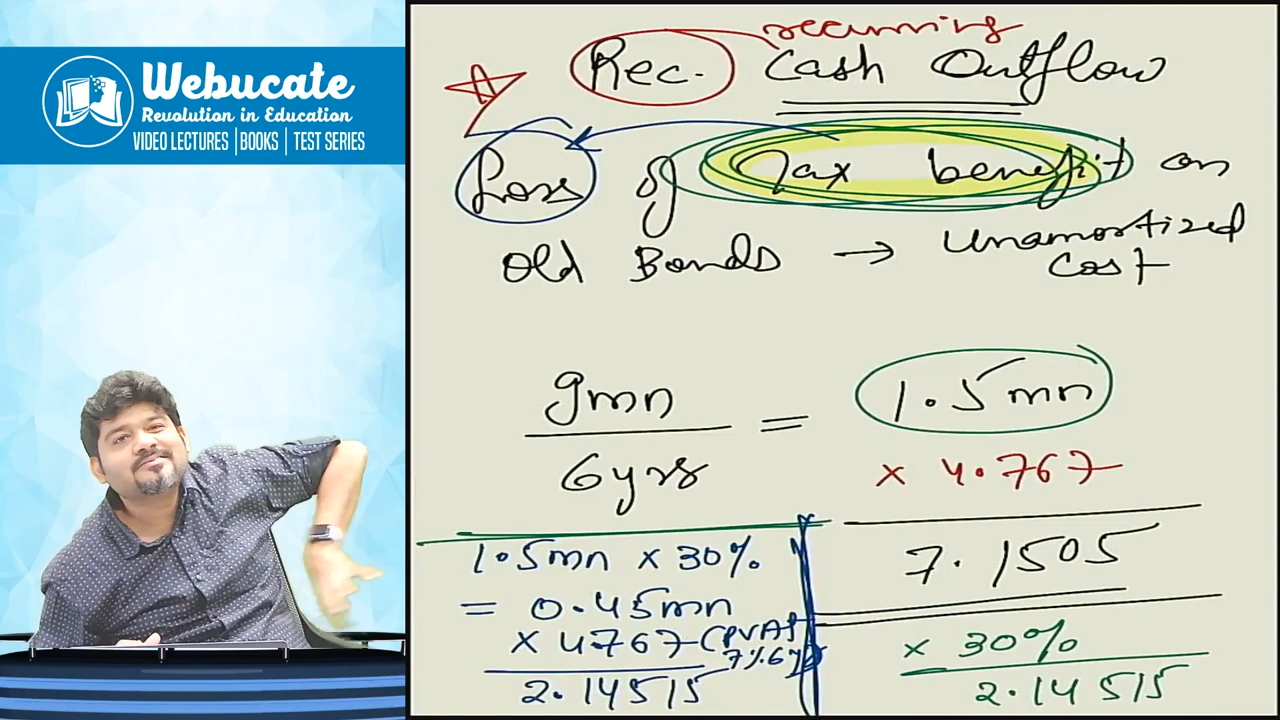 Webucate
Revolution in Education
VIDEO LECTURES | BOOKS | TEST SERIES
recurring
Rec. Cash Outflow
Loss of Tax benefit on
Old Bonds → Unamortized
Cost
9mn
6yrs
= 1.5mn
x 4.767
7.1505
x 30%
2.14515
1.5mn x 30%
= 0.45mn
x 4.767 (PVAF
7% 6y)
2.14515